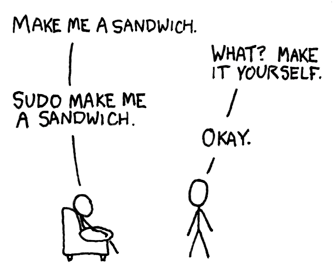 MAKE ME A SANDWICH.
WHAT? MAKE
IT YOURSELF.
SUDO MAKE ME
A SANDWICH.
OKAY.